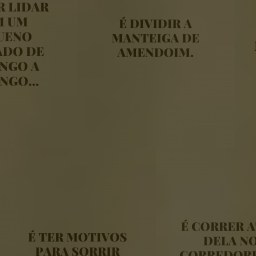 R LIDAR
I UM
UENO
ADO DE
NGO A
NGO...
É DIVIDIR A
MANTEIGA DE
AMENDOIM.
É TER MOTIVOS
PARA SORRIR
É CORRER A
DELA NO
CORREDOR